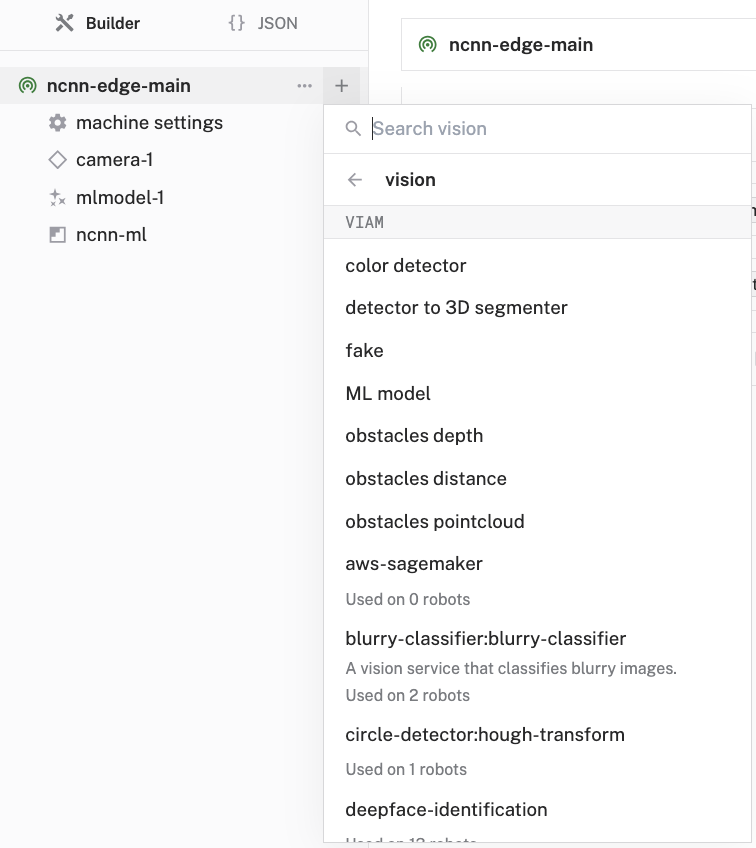 Builder
{} JSON
ncnn-edge-main
ncnn-edge-main
machine settings
camera-1
mlmodel-1
ncnn-ml
Search vision
vision
VIAM
color detector
detector to 3D segmenter
fake
ML model
obstacles depth
obstacles distance
obstacles pointcloud
aws-sagemaker
Used on 0 robots
blurry-classifier:blurry-classifier
A vision service that classifies blurry images.
Used on 2 robots
circle-detector:hough-transform
Used on 1 robots
deepface-identification